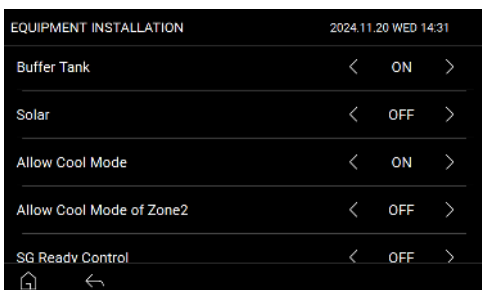 EQUIPMENT INSTALLATION 2024.11.20 WED 14:31
Buffer Tank ON
Solar OFF
Allow Cool Mode ON
Allow Cool Mode of Zone2 OFF
SG Ready Control OFF